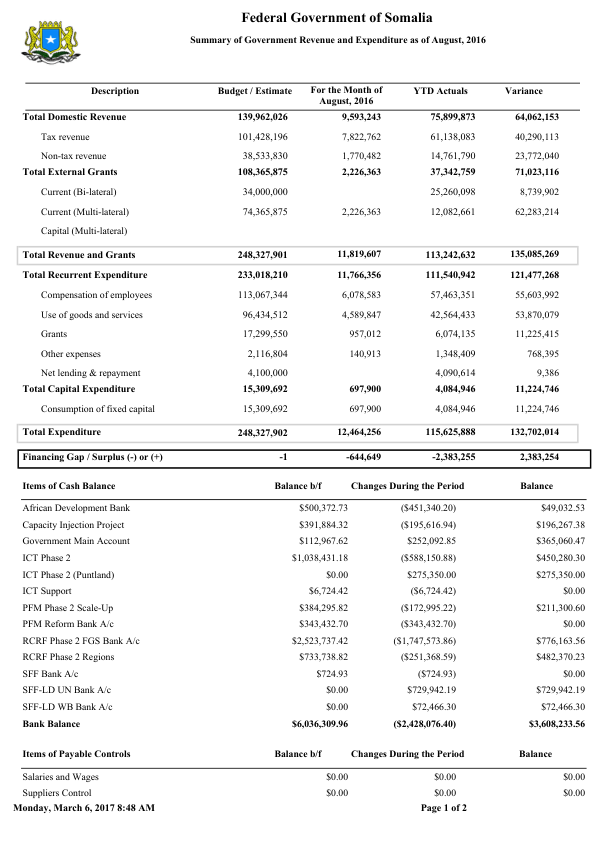 Federal Government of Somalia
Summary of Government Revenue and Expenditure as of August, 2016
Description Budget / Estimate For the Month of August, 2016 YTD Actuals Variance
Total Domestic Revenue 139,962,026 9,593,243 75,899,873 64,062,153
Tax revenue 101,428,196 7,822,762 61,138,083 40,290,113
Non-tax revenue 38,533,830 1,770,482 14,761,790 23,772,040
Total External Grants 108,365,875 2,226,363 37,342,759 71,023,116
Current (Bi-lateral) 34,000,000 25,260,098 8,739,902
Current (Multi-lateral) 74,365,875 2,226,363 12,082,661 62,283,214
Capital (Multi-lateral)
Total Revenue and Grants 248,327,901 11,819,607 113,242,632 135,085,269
Total Recurrent Expenditure 233,018,210 11,766,356 111,540,942 121,477,268
Compensation of employees 113,067,344 6,078,583 57,463,351 55,603,992
Use of goods and services 96,434,512 4,589,847 42,564,433 53,870,079
Grants 17,299,550 957,012 6,074,135 11,225,415
Other expenses 2,116,804 140,913 1,348,409 768,395
Net lending & repayment 4,100,000 4,090,614 9,386
Total Capital Expenditure 15,309,692 697,900 4,084,946 11,224,746
Consumption of fixed capital 15,309,692 697,900 4,084,946 11,224,746
Total Expenditure 248,327,902 12,464,256 115,625,888 132,702,014
Financing Gap / Surplus (-) or (+) -1 -644,649 -2,383,255 2,383,254
Items of Cash Balance Balance b/f Changes During the Period Balance
African Development Bank $500,372.73 ($451,340.20) $49,032.53
Capacity Injection Project $391,884.32 ($195,616.94) $196,267.38
Government Main Account $112,967.62 $252,092.85 $365,060.47
ICT Phase 2 $1,038,431.18 ($588,150.88) $450,280.30
ICT Phase 2 (Puntland) $0.00 $275,350.00 $275,350.00
ICT Support $6,724.42 ($6,724.42) $0.00
PFM Phase 2 Scale-Up $384,295.82 ($172,995.22) $211,300.60
PFM Reform Bank A/c $343,432.70 ($343,432.70) $0.00
RCRF Phase 2 FGS Bank A/c $2,523,737.42 ($1,747,573.86) $776,163.56
RCRF Phase 2 Regions $733,738.82 ($251,368.59) $482,370.23
SFF Bank A/c $724.93 ($724.93) $0.00
SFF-LD UN Bank A/c $0.00 $729,942.19 $729,942.19
SFF-LD WB Bank A/c $0.00 $72,466.30 $72,466.30
Bank Balance $6,036,309.96 ($2,428,076.40) $3,608,233.56
Items of Payable Controls Balance b/f Changes During the Period Balance
Salaries and Wages $0.00 $0.00 $0.00
Suppliers Control $0.00 $0.00 $0.00
Monday, March 6, 2017 8:48 AM Page 1 of 2